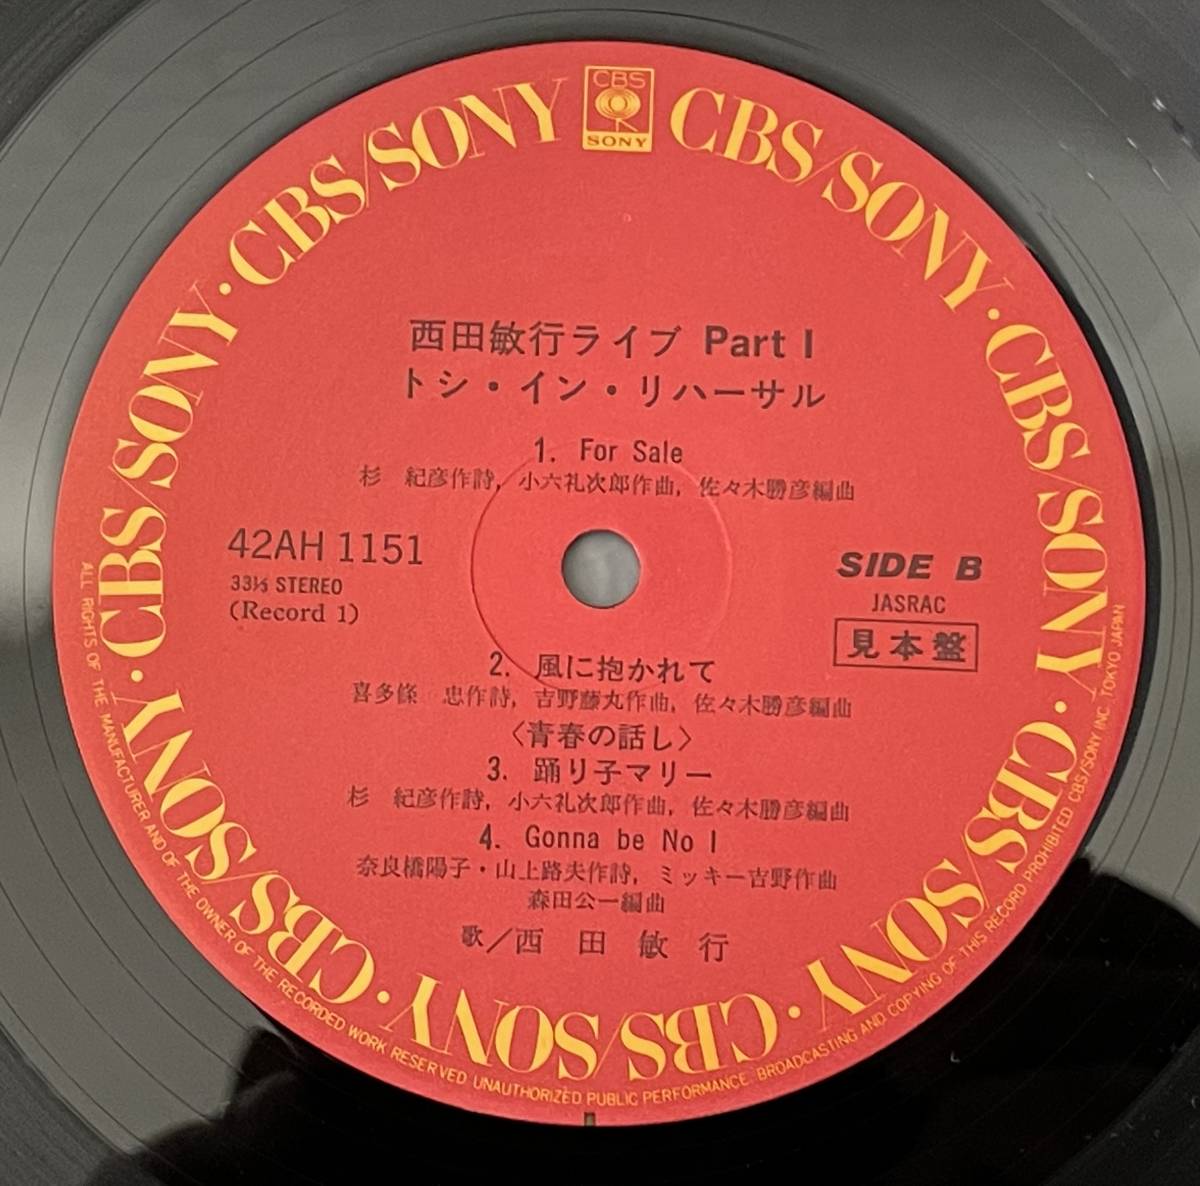 CBS
SONY
CBS/SONY · CBS/SONY · CBS/SONY · CBS/SONY · CBS/SONY · CBS/SONY · CBS/SONY · CBS/SONY
西田敏行ライブ Part I
トシ・イン・リハーサル
1. For Sale
杉 紀彦作詩, 小六礼次郎作曲, 佐々木勝彦編曲
42AH 1151
33⅓ STEREO
(Record 1)
SIDE B
JASRAC
見本盤
2. 風に抱かれて
喜多條 忠作詩, 吉野藤丸作曲, 佐々木勝彦編曲
〈青春の話し〉
3. 踊り子マリー
杉 紀彦作詩, 小六礼次郎作曲, 佐々木勝彦編曲
4. Gonna be No 1
奈良橋陽子・山上路夫作詩, ミッキー吉野作曲
森田公一編曲
歌/西田敏行
ALL RIGHTS OF THE MANUFACTURER AND OF THE OWNER OF THE RECORDED WORK RESERVED UNAUTHORIZED PUBLIC PERFORMANCE. BROADCASTING AND COPYING OF THIS RECORD PROHIBITED CBS/SONY INC. TOKYO JAPAN